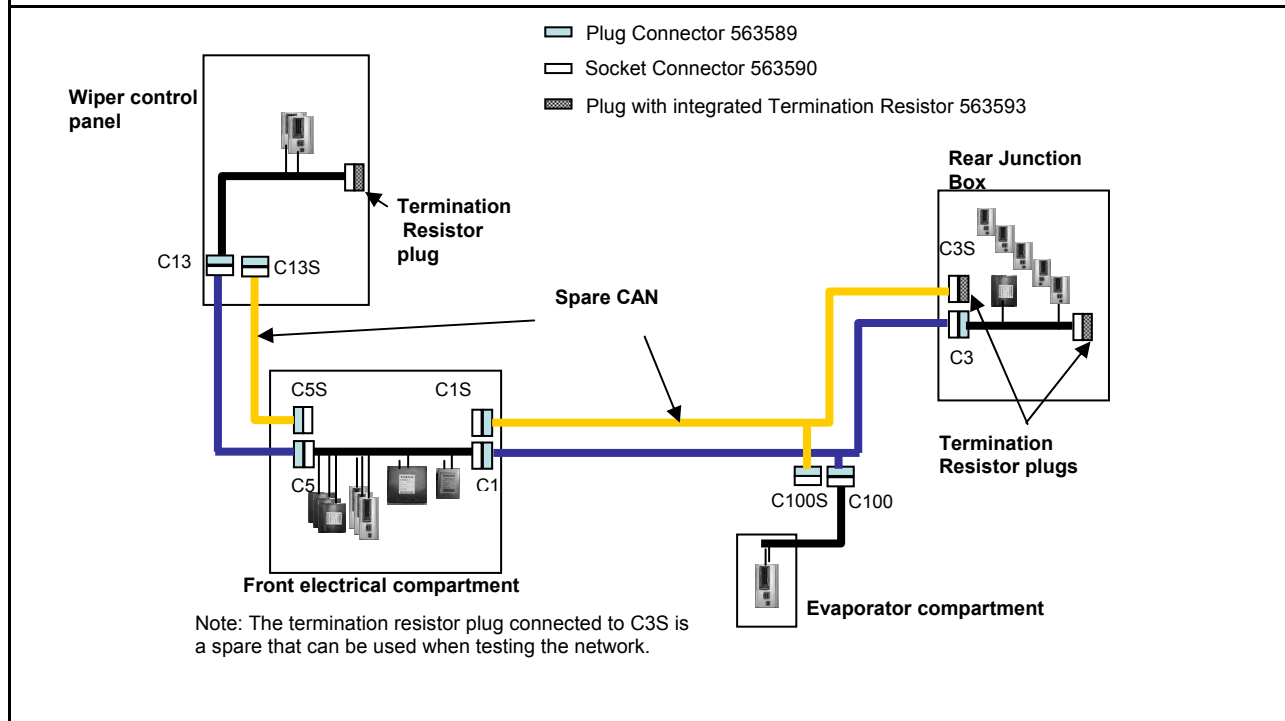 Plug Connector 563589
Socket Connector 563590
Plug with integrated Termination Resistor 563593
Wiper control
panel
Termination
Resistor
plug
C13
C13S
Rear Junction
Box
C3S
C3
Spare CAN
C5S
C1S
C5
C1
Termination
Resistor plugs
C100S
C100
Front electrical compartment
Evaporator compartment
Note: The termination resistor plug connected to C3S is
a spare that can be used when testing the network.